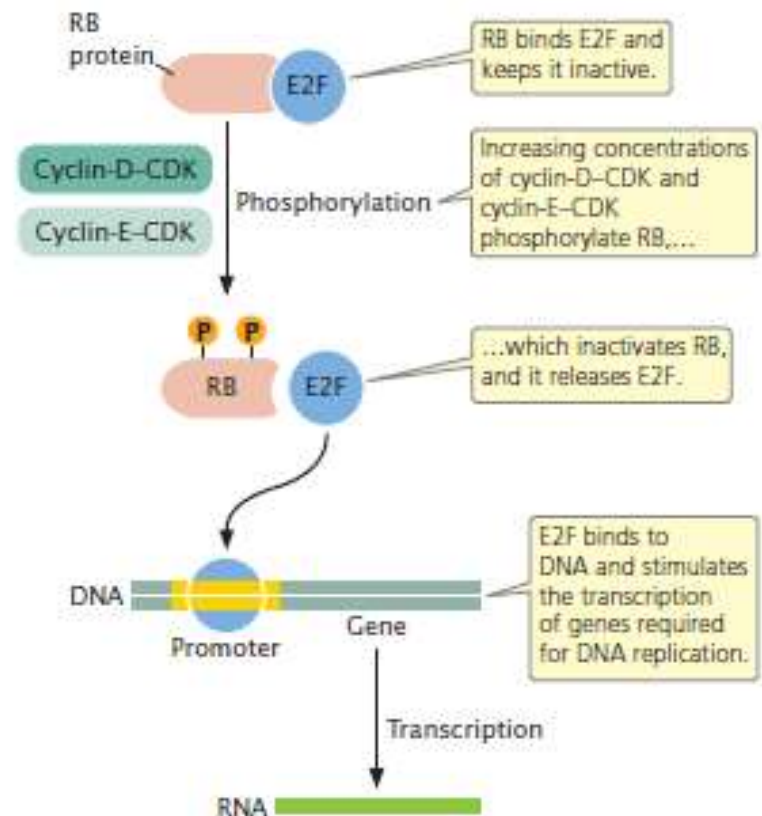 RB
protein
E2F
RB binds E2F and
keeps it inactive.
Cyclin-D–CDK
Cyclin-E–CDK
Phosphorylation
Increasing concentrations
of cyclin-D–CDK and
cyclin-E–CDK
phosphorylate RB,...
P
P
RB
E2F
...which inactivates RB,
and it releases E2F.
DNA
Promoter
Gene
E2F binds to
DNA and stimulates
the transcription
of genes required
for DNA replication.
Transcription
RNA